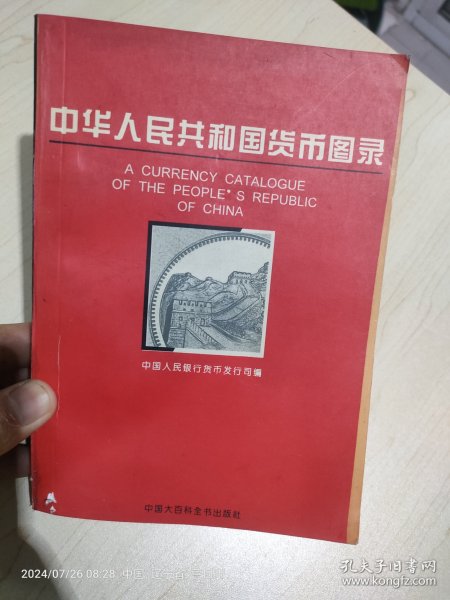 中华人民共和国货币图录
A CURRENCY CATALOGUE
OF THE PEOPLE'S REPUBLIC
OF CHINA
中国人民银行货币发行司编
中国大百科全书出版社
2024/07/26 08:28
孔夫子旧书网
www.kongfz.com